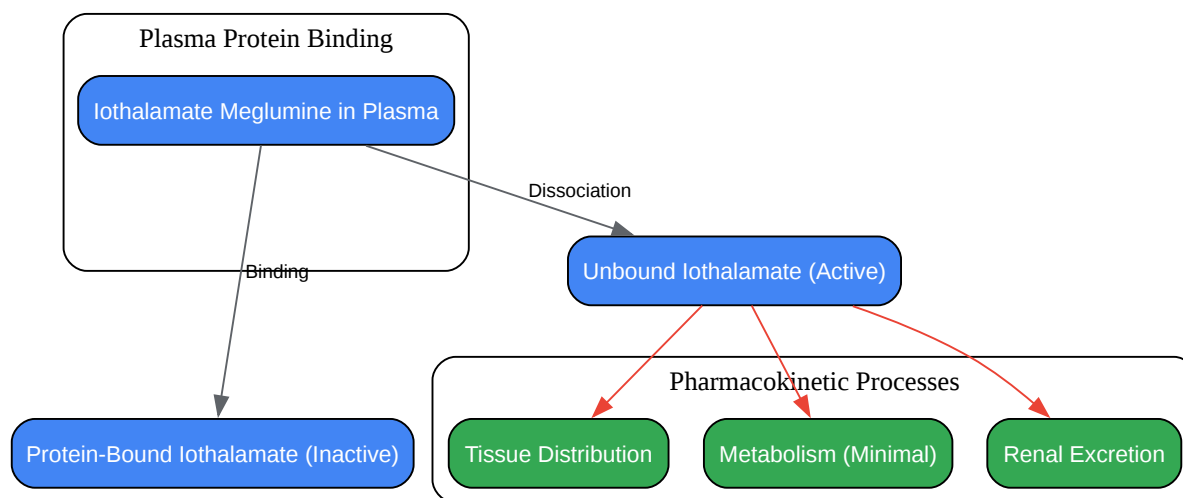 Plasma Protein Binding
Iothalamate Meglumine in Plasma
Dissociation
Binding
Unbound Iothalamate (Active)
Pharmacokinetic Processes
Protein-Bound Iothalamate (Inactive)
Tissue Distribution
Metabolism (Minimal)
Renal Excretion